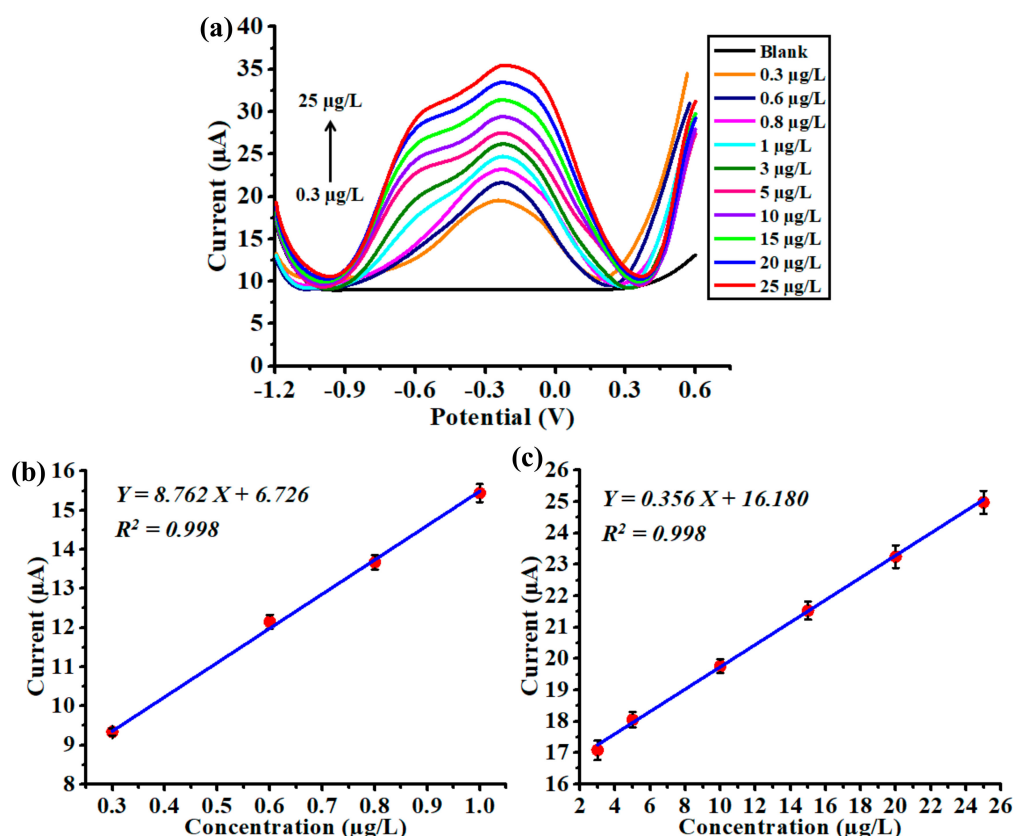 (a)
40
35
30
25
20
15
10
5
0
Current (µA)
25 µg/L
0.3 µg/L
-1.2 -0.9 -0.6 -0.3 0.0 0.3 0.6
Potential (V)
Blank
0.3 µg/L
0.6 µg/L
0.8 µg/L
1 µg/L
3 µg/L
5 µg/L
10 µg/L
15 µg/L
20 µg/L
25 µg/L
(b)
16
15
14
13
12
11
10
9
8
Current (µA)
Y = 8.762 X + 6.726
R² = 0.998
0.3 0.4 0.5 0.6 0.7 0.8 0.9 1.0
Concentration (µg/L)
(c)
26
25
24
23
22
21
20
19
18
17
16
Current (µA)
Y = 0.356 X + 16.180
R² = 0.998
2 4 6 8 10 12 14 16 18 20 22 24 26
Concentration (µg/L)